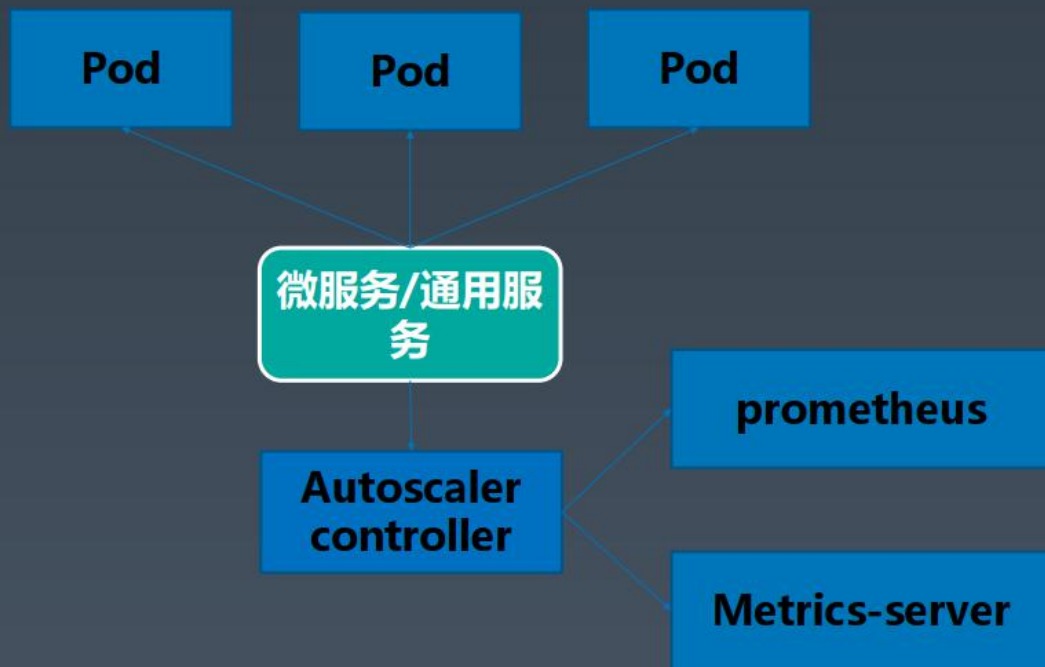 Pod
Pod
Pod
微服务/通用服
务
prometheus
Autoscaler
controller
Metrics-server